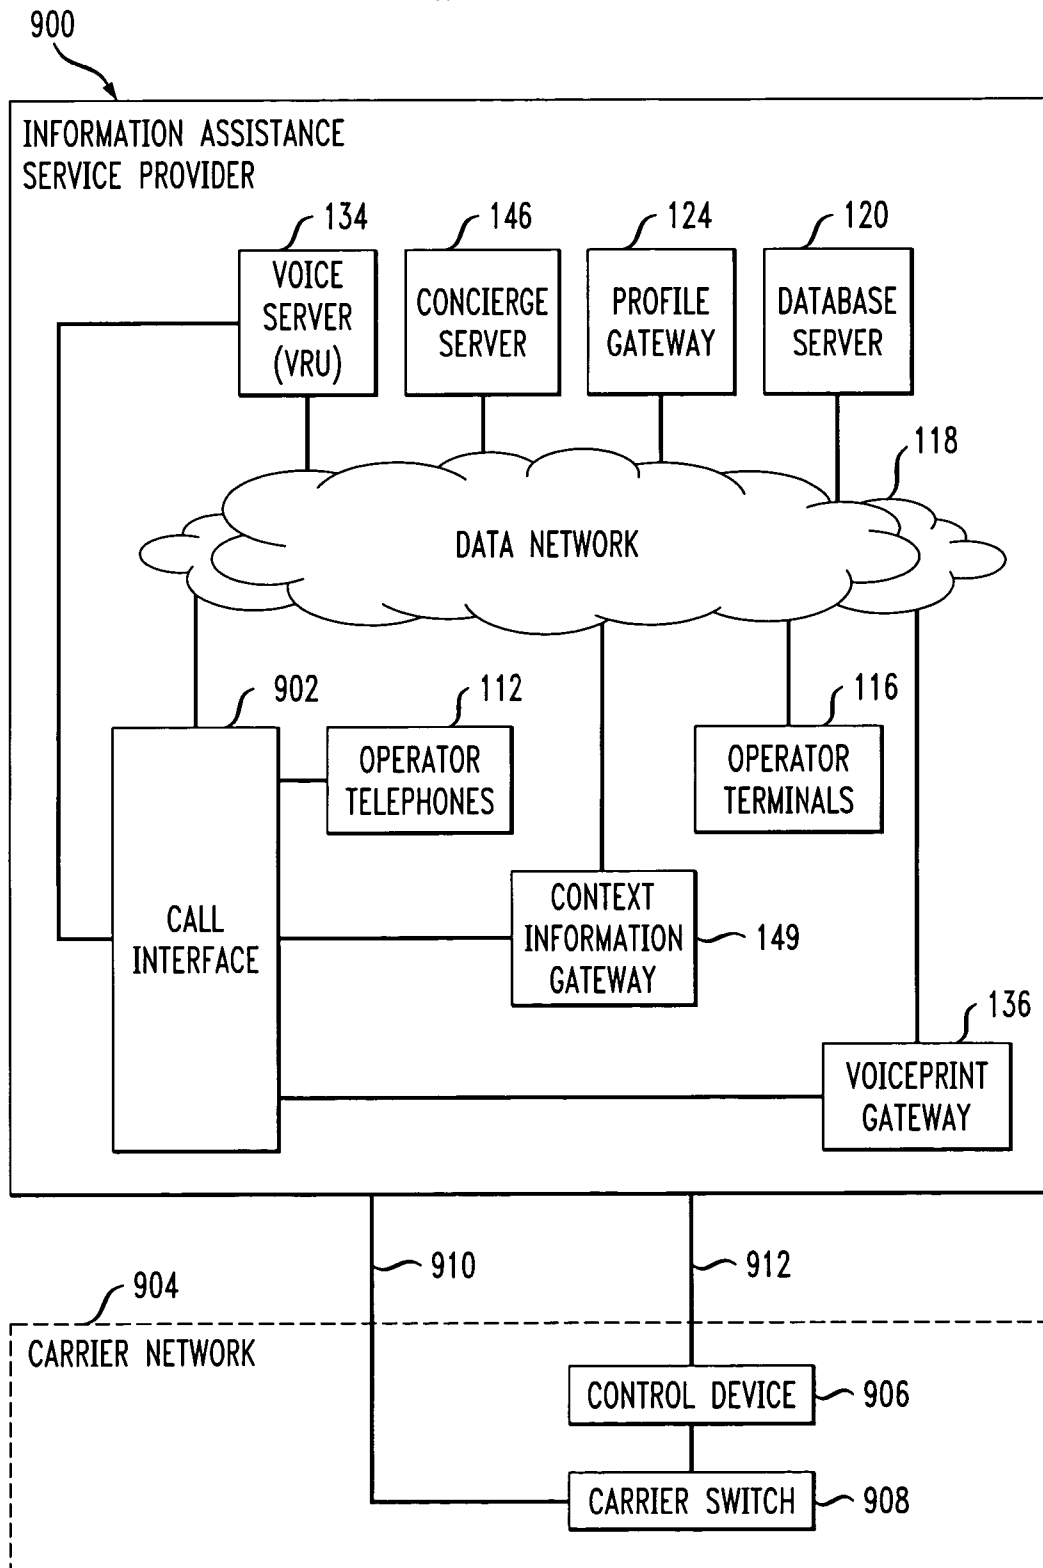 900
INFORMATION ASSISTANCE
SERVICE PROVIDER
134
146
124
120
VOICE
SERVER
(VRU)
CONCIERGE
SERVER
PROFILE
GATEWAY
DATABASE
SERVER
118
DATA NETWORK
902
112
116
OPERATOR
TELEPHONES
OPERATOR
TERMINALS
CALL
INTERFACE
CONTEXT
INFORMATION
GATEWAY
149
136
VOICEPRINT
GATEWAY
910
912
904
CARRIER NETWORK
CONTROL DEVICE
906
CARRIER SWITCH
908